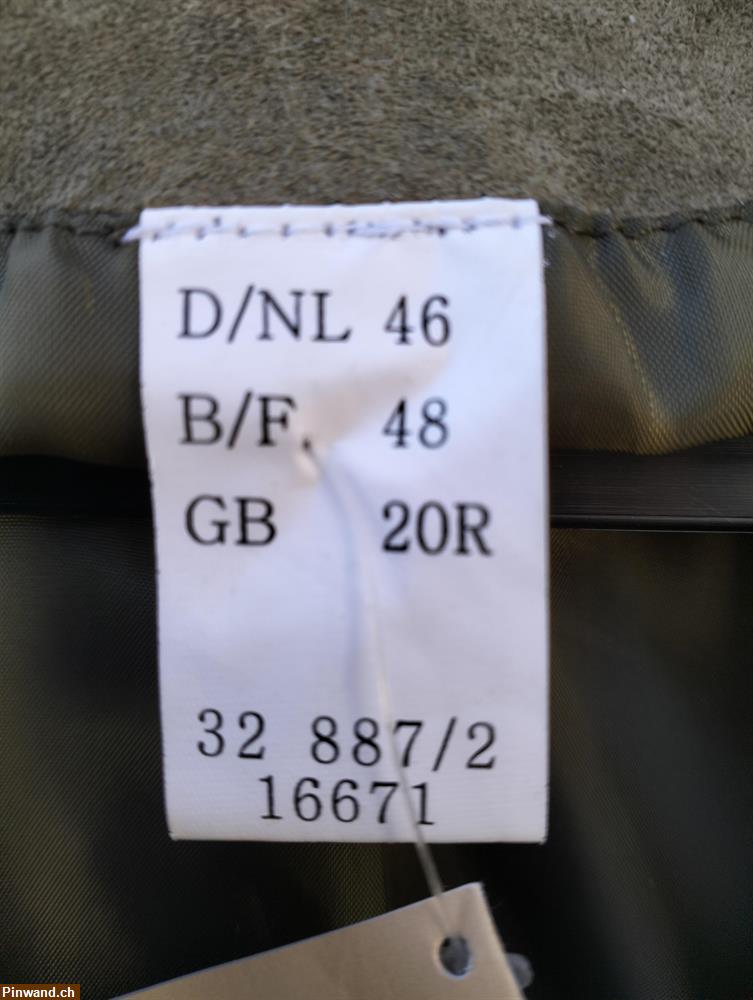 D/NL 46
B/F 48
GB 20R
32 887/2
16671
Pinwand.ch